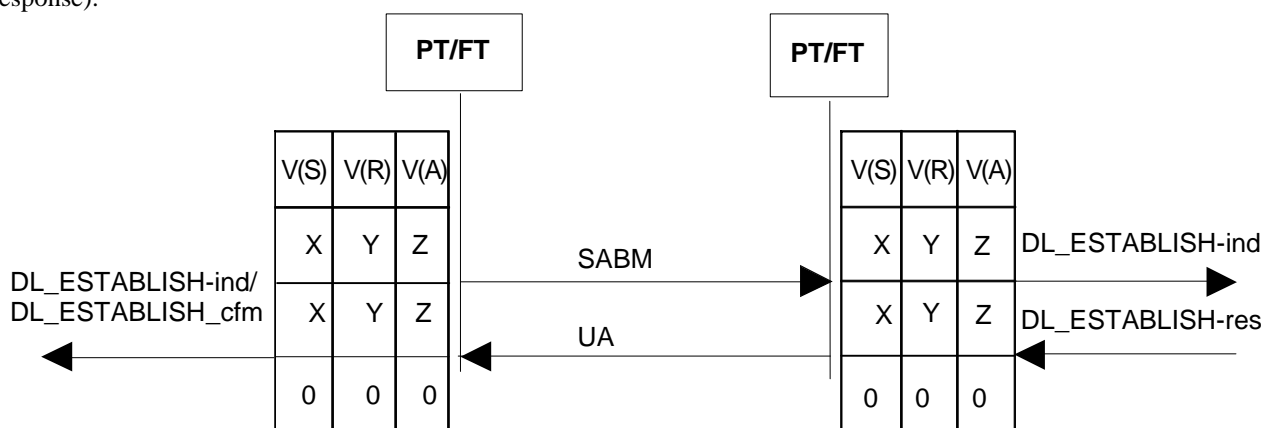 esponse).
PT/FT PT/FT
V(S) V(R) V(A) V(S) V(R) V(A)
X Y Z SABM X Y Z DL_ESTABLISH-ind
DL_ESTABLISH-ind/
DL_ESTABLISH_cfm X Y Z UA X Y Z DL_ESTABLISH-res
0 0 0 0 0 0